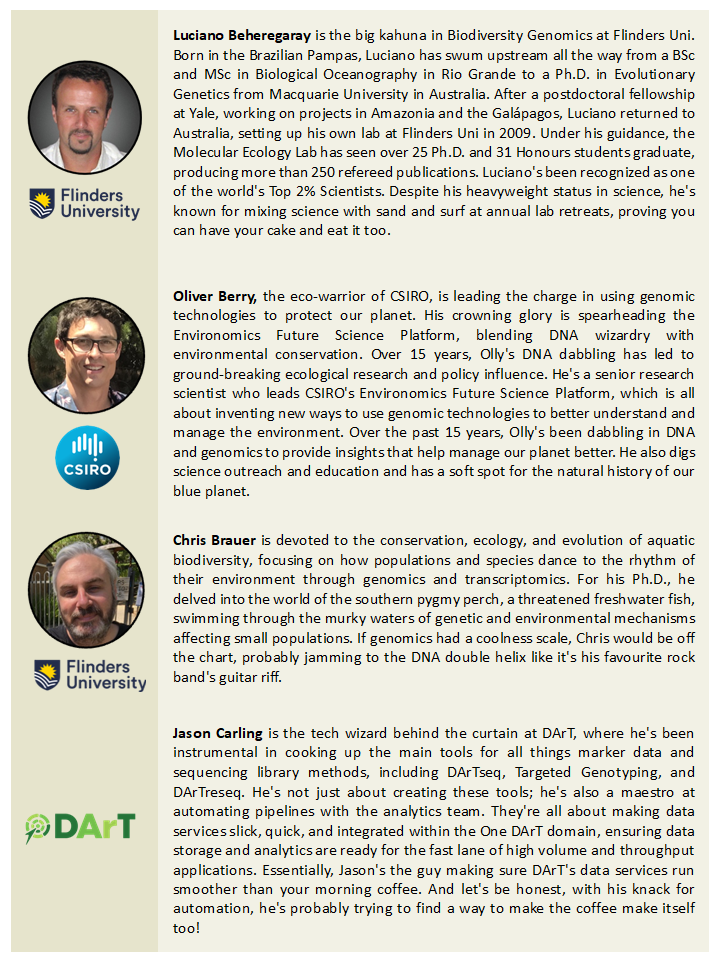 Luciano Beheregaray is the big kahuna in Biodiversity Genomics at Flinders Uni.
Born in the Brazilian Pampas, Luciano has swum upstream all the way from a BSc
and MSc in Biological Oceanography in Rio Grande to a Ph.D. in Evolutionary
Genetics from Macquarie University in Australia. After a postdoctoral fellowship
at Yale, working on projects in Amazonia and the Galápagos, Luciano returned to
Australia, setting up his own lab at Flinders Uni in 2009. Under his guidance, the
Molecular Ecology Lab has seen over 25 Ph.D. and 31 Honours students graduate,
producing more than 250 refereed publications. Luciano's been recognized as one
of the world's Top 2% Scientists. Despite his heavyweight status in science, he's
known for mixing science with sand and surf at annual lab retreats, proving you
can have your cake and eat it too.
Flinders
University
Oliver Berry, the eco-warrior of CSIRO, is leading the charge in using genomic
technologies to protect our planet. His crowning glory is spearheading the
Environomics Future Science Platform, blending DNA wizardry with
environmental conservation. Over 15 years, Olly's DNA dabbling has led to
ground-breaking ecological research and policy influence. He's a senior research
scientist who leads CSIRO's Environomics Future Science Platform, which is all
about inventing new ways to use genomic technologies to better understand and
manage the environment. Over the past 15 years, Olly's been dabbling in DNA
and genomics to provide insights that help manage our planet better. He also digs
science outreach and education and has a soft spot for the natural history of our
blue planet.
CSIRO
Chris Brauer is devoted to the conservation, ecology, and evolution of aquatic
biodiversity, focusing on how populations and species dance to the rhythm of
their environment through genomics and transcriptomics. For his Ph.D., he
delved into the world of the southern pygmy perch, a threatened freshwater fish,
swimming through the murky waters of genetic and environmental mechanisms
affecting small populations. If genomics had a coolness scale, Chris would be off
the chart, probably jamming to the DNA double helix like it's his favourite rock
band's guitar riff.
Flinders
University
Jason Carling is the tech wizard behind the curtain at DArT, where he's been
instrumental in cooking up the main tools for all things marker data and
sequencing library methods, including DArTseq, Targeted Genotyping, and
DArTreseq. He's not just about creating these tools; he's also a maestro at
automating pipelines with the analytics team. They're all about making data
services slick, quick, and integrated within the One DArT domain, ensuring data
storage and analytics are ready for the fast lane of high volume and throughput
applications. Essentially, Jason's the guy making sure DArT's data services run
smoother than your morning coffee. And let's be honest, with his knack for
automation, he's probably trying to find a way to make the coffee make itself
too!
DArT